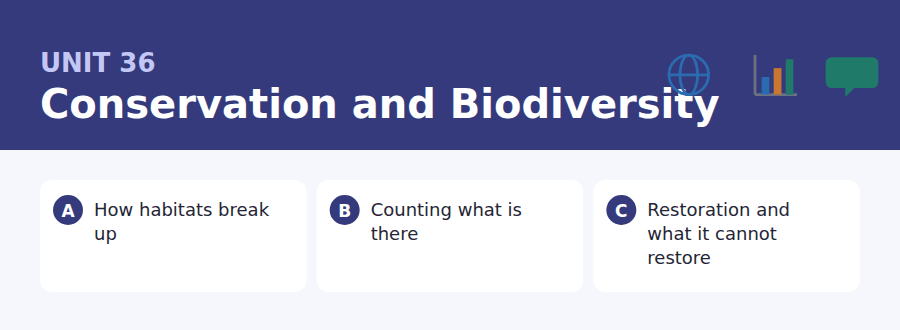 UNIT 36
Conservation and Biodiversity
A
How habitats break
up
B
Counting what is
there
C
Restoration and
what it cannot
restore